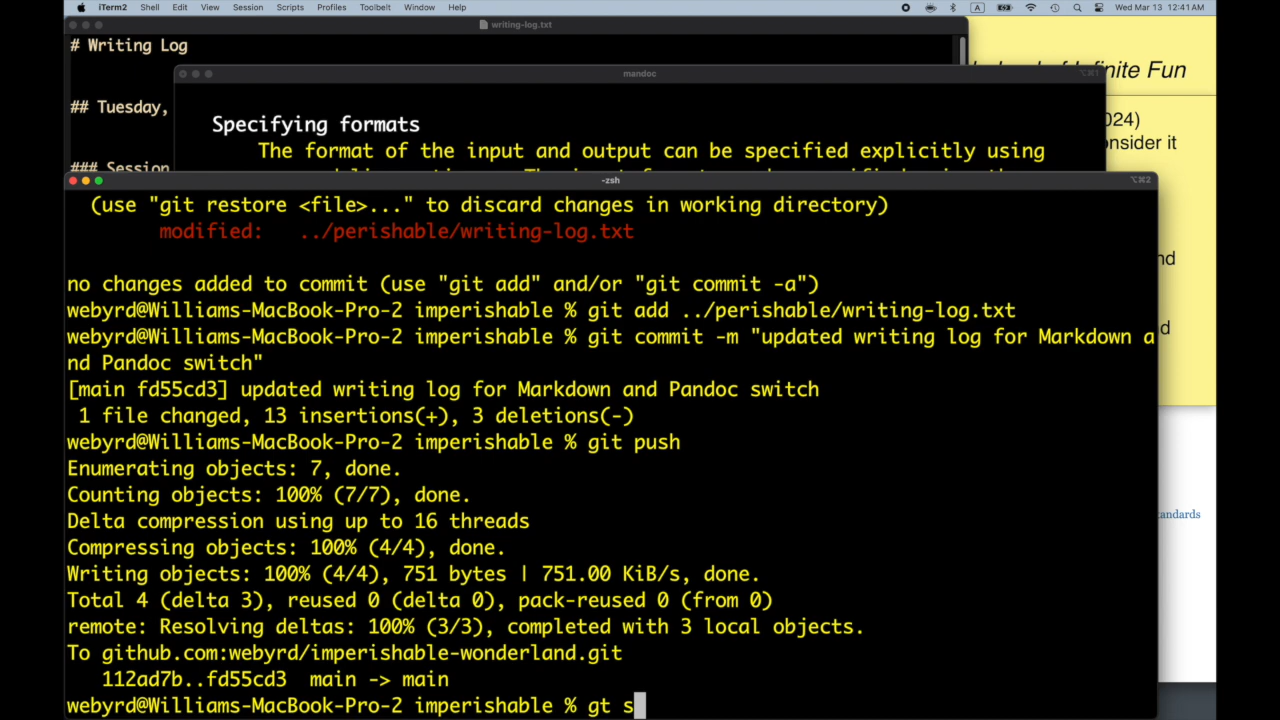 iTerm2 Shell Edit View Session Scripts Profiles Toolbelt Window Help A Wed Mar 13 12:41 AM
writing-log.txt
# Writing Log
mandoc ⌥⌘1
## Tuesday,
Specifying formats
The format of the input and output can be specified explicitly using
### Session
nite Fun
024)
onsider it
nd
d
tandards
-zsh ⌥⌘2
(use "git restore <file>..." to discard changes in working directory)
modified: ../perishable/writing-log.txt
no changes added to commit (use "git add" and/or "git commit -a")
webyrd@Williams-MacBook-Pro-2 imperishable % git add ../perishable/writing-log.txt
webyrd@Williams-MacBook-Pro-2 imperishable % git commit -m "updated writing log for Markdown a
nd Pandoc switch"
[main fd55cd3] updated writing log for Markdown and Pandoc switch
1 file changed, 13 insertions(+), 3 deletions(-)
webyrd@Williams-MacBook-Pro-2 imperishable % git push
Enumerating objects: 7, done.
Counting objects: 100% (7/7), done.
Delta compression using up to 16 threads
Compressing objects: 100% (4/4), done.
Writing objects: 100% (4/4), 751 bytes | 751.00 KiB/s, done.
Total 4 (delta 3), reused 0 (delta 0), pack-reused 0 (from 0)
remote: Resolving deltas: 100% (3/3), completed with 3 local objects.
To github.com:webyrd/imperishable-wonderland.git
112ad7b..fd55cd3 main -> main
webyrd@Williams-MacBook-Pro-2 imperishable % gt s